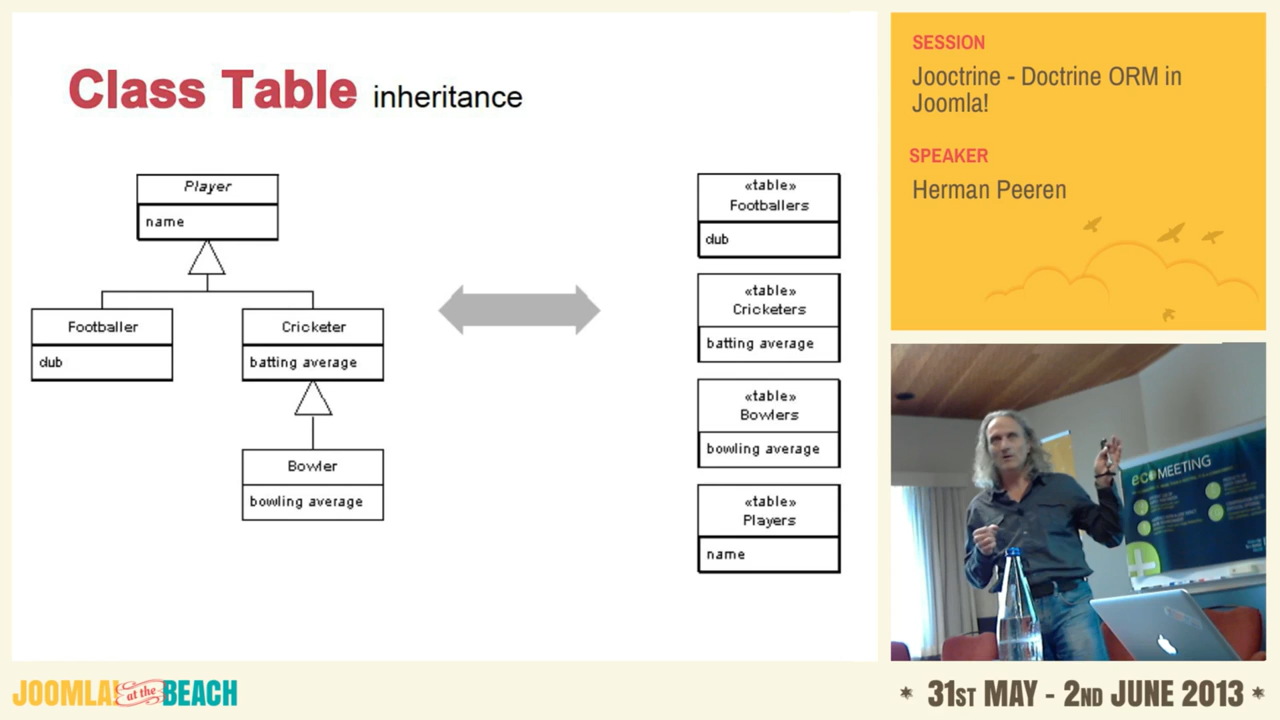 Class Table inheritance
Player
name
Footballer
club
Cricketer
batting average
Bowler
bowling average
«table»
Footballers
club
«table»
Cricketers
batting average
«table»
Bowlers
bowling average
«table»
Players
name
SESSION
Jooctrine - Doctrine ORM in
Joomla!
SPEAKER
Herman Peeren
ecoMEETING
JOOMLA! at the BEACH
* 31ST MAY - 2ND JUNE 2013 *